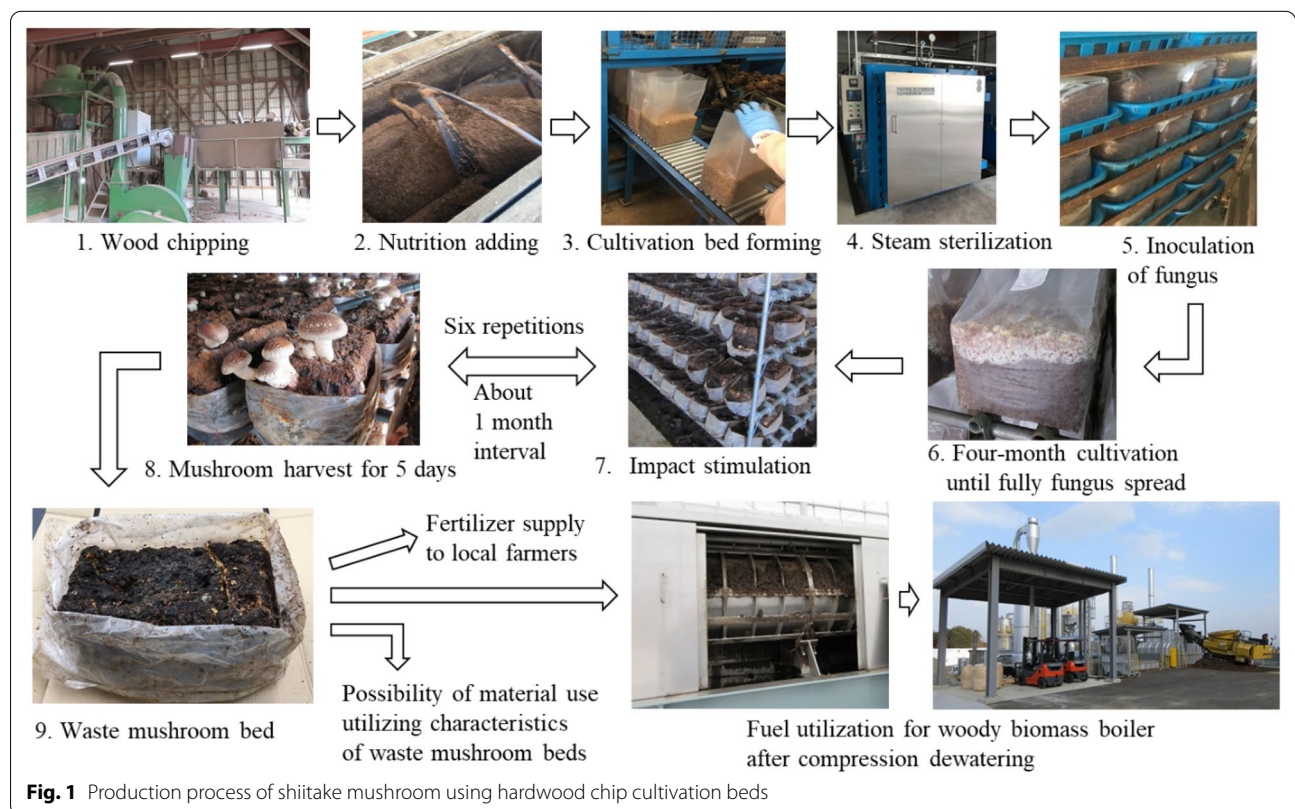 1. Wood chipping
2. Nutrition adding
3. Cultivation bed forming
4. Steam sterilization
5. Inoculation
of fungus
6. Four-month cultivation
until fully fungus spread
7. Impact stimulation
Six repetitions
About
1 month
interval
8. Mushroom harvest for 5 days
9. Waste mushroom bed
Fertilizer supply
to local farmers
Possibility of material use
utilizing characteristics
of waste mushroom beds
Fuel utilization for woody biomass boiler
after compression dewatering
Fig. 1 Production process of shiitake mushroom using hardwood chip cultivation beds